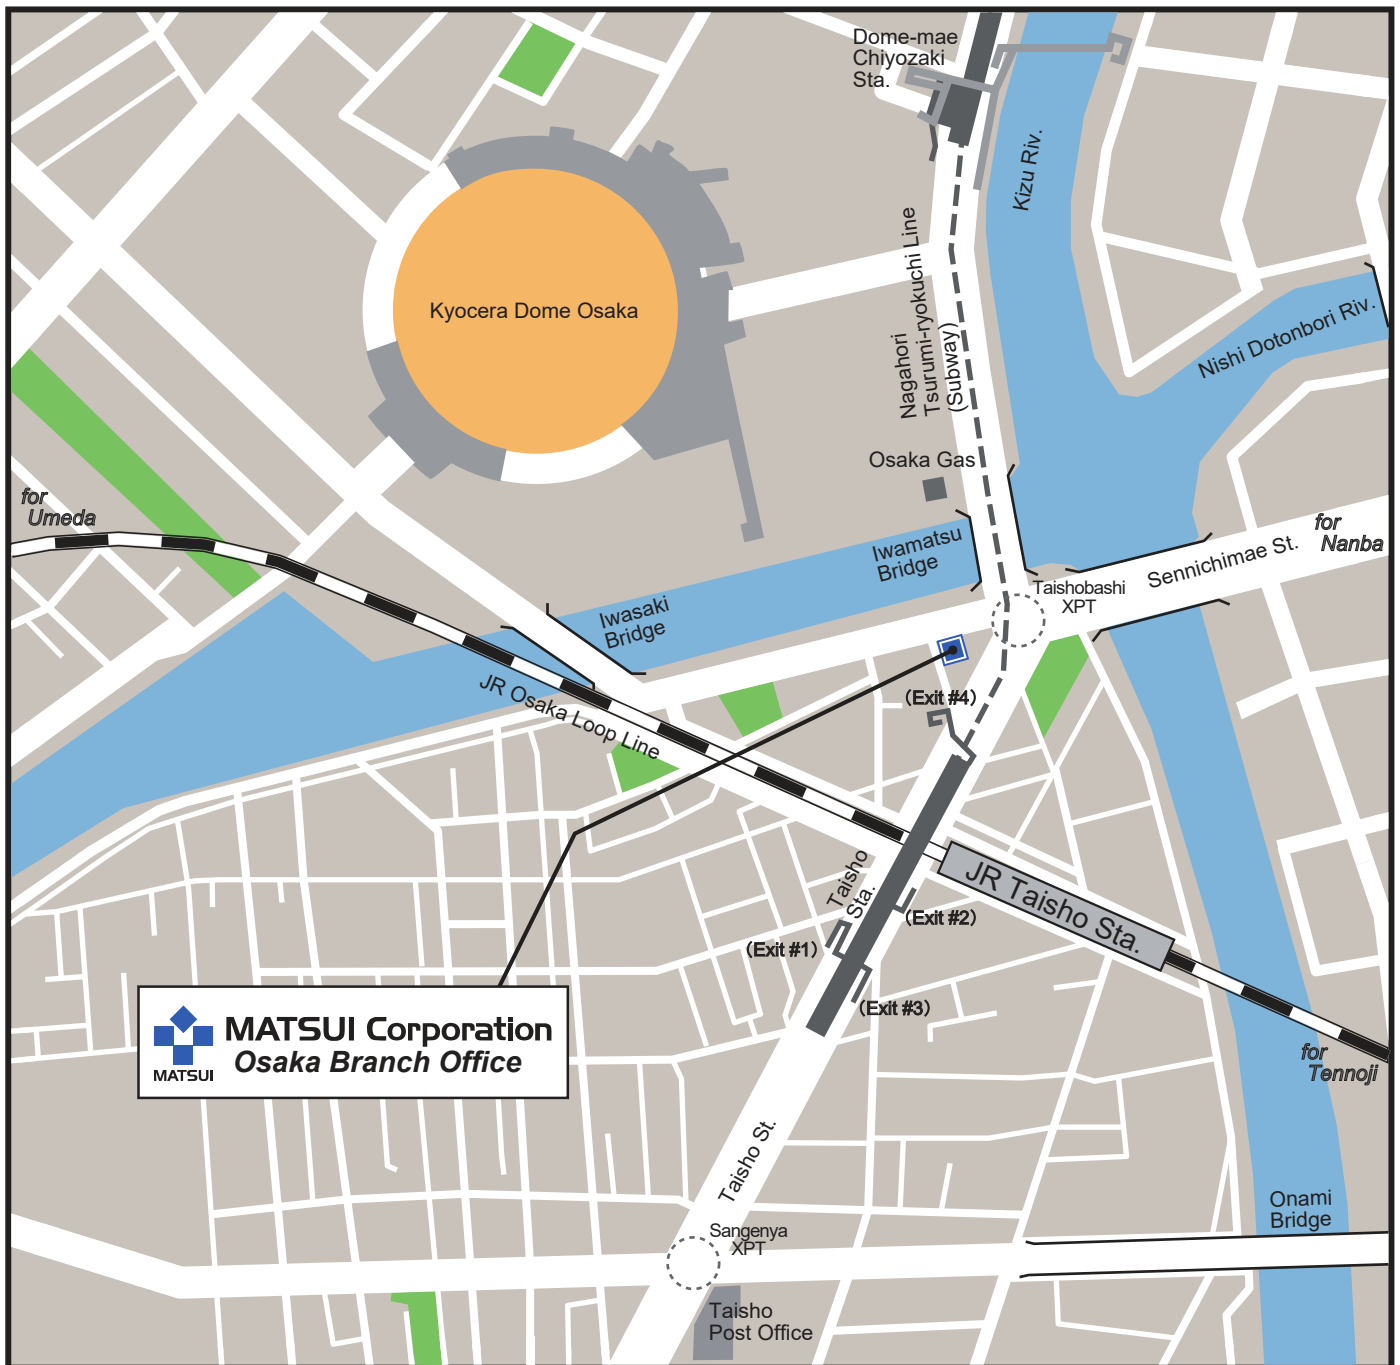 Dome-mae
Chiyozaki
Sta.
Kizu Riv.
Nagahori
Tsurumi-ryokuchi Line
(Subway)
Kyocera Dome Osaka
Nishi Dotonbori Riv.
Osaka Gas
for
Umeda
for
Nanba
Iwamatsu
Bridge
Sennichimae St.
Taishobashi
XPT
Iwasaki
Bridge
JR Osaka Loop Line
(Exit #4)
Taisho
Sta.
JR Taisho Sta.
(Exit #2)
(Exit #1)
(Exit #3)
MATSUI Corporation
Osaka Branch Office
MATSUI
for
Tennoji
Taisho St.
Onami
Bridge
Sangenya
XPT
Taisho
Post Office